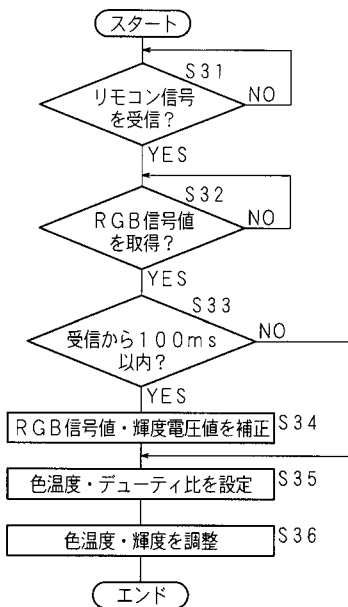 スタート
S31
リモコン信号
を受信？
NO
YES
S32
RGB信号値
を取得？
NO
YES
S33
受信から100ms
以内？
NO
YES
RGB信号値・輝度電圧値を補正
S34
色温度・デューティ比を設定
S35
色温度・輝度を調整
S36
エンド